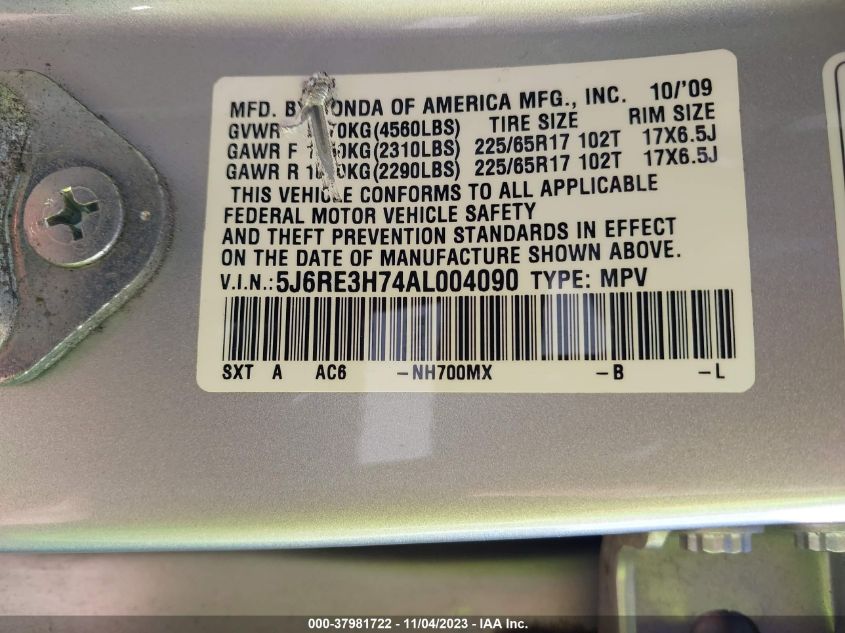 MFD. BY HONDA OF AMERICA MFG., INC. 10/'09
GVWR 70KG(4560LBS) TIRE SIZE RIM SIZE
GAWR F 0KG(2310LBS) 225/65R17 102T 17X6.5J
GAWR R 0KG(2290LBS) 225/65R17 102T 17X6.5J
THIS VEHICLE CONFORMS TO ALL APPLICABLE
FEDERAL MOTOR VEHICLE SAFETY
AND THEFT PREVENTION STANDARDS IN EFFECT
ON THE DATE OF MANUFACTURE SHOWN ABOVE.
V.I.N.: 5J6RE3H74AL004090 TYPE: MPV
SXT A AC6 -NH700MX -B -L
000-37981722 - 11/04/2023 - IAA Inc.